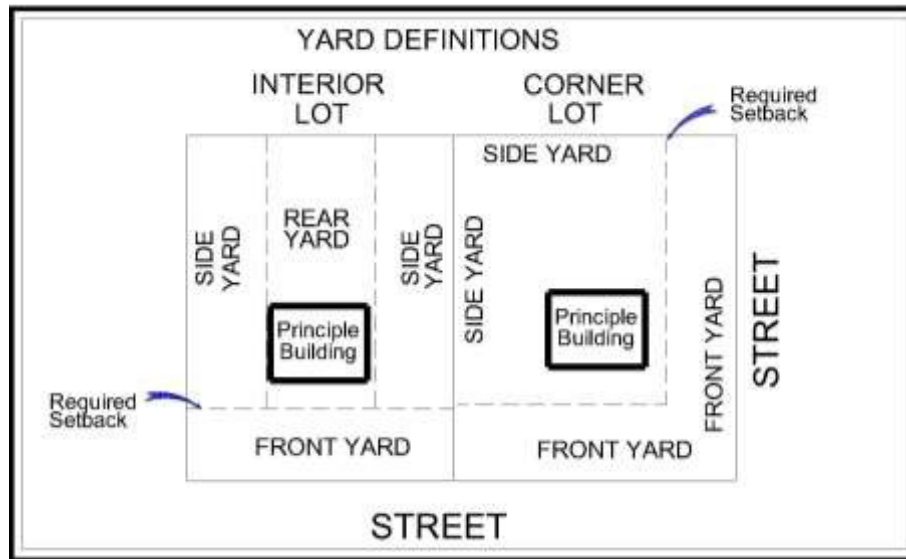 YARD DEFINITIONS
INTERIOR
LOT
CORNER
LOT
Required
Setback
SIDE YARD
SIDE
YARD
REAR
YARD
SIDE
YARD
SIDE YARD
Principle
Building
Principle
Building
FRONT YARD
STREET
Required
Setback
FRONT YARD
FRONT YARD
STREET